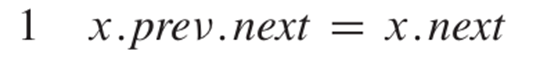 1 x.prev.next = x.next